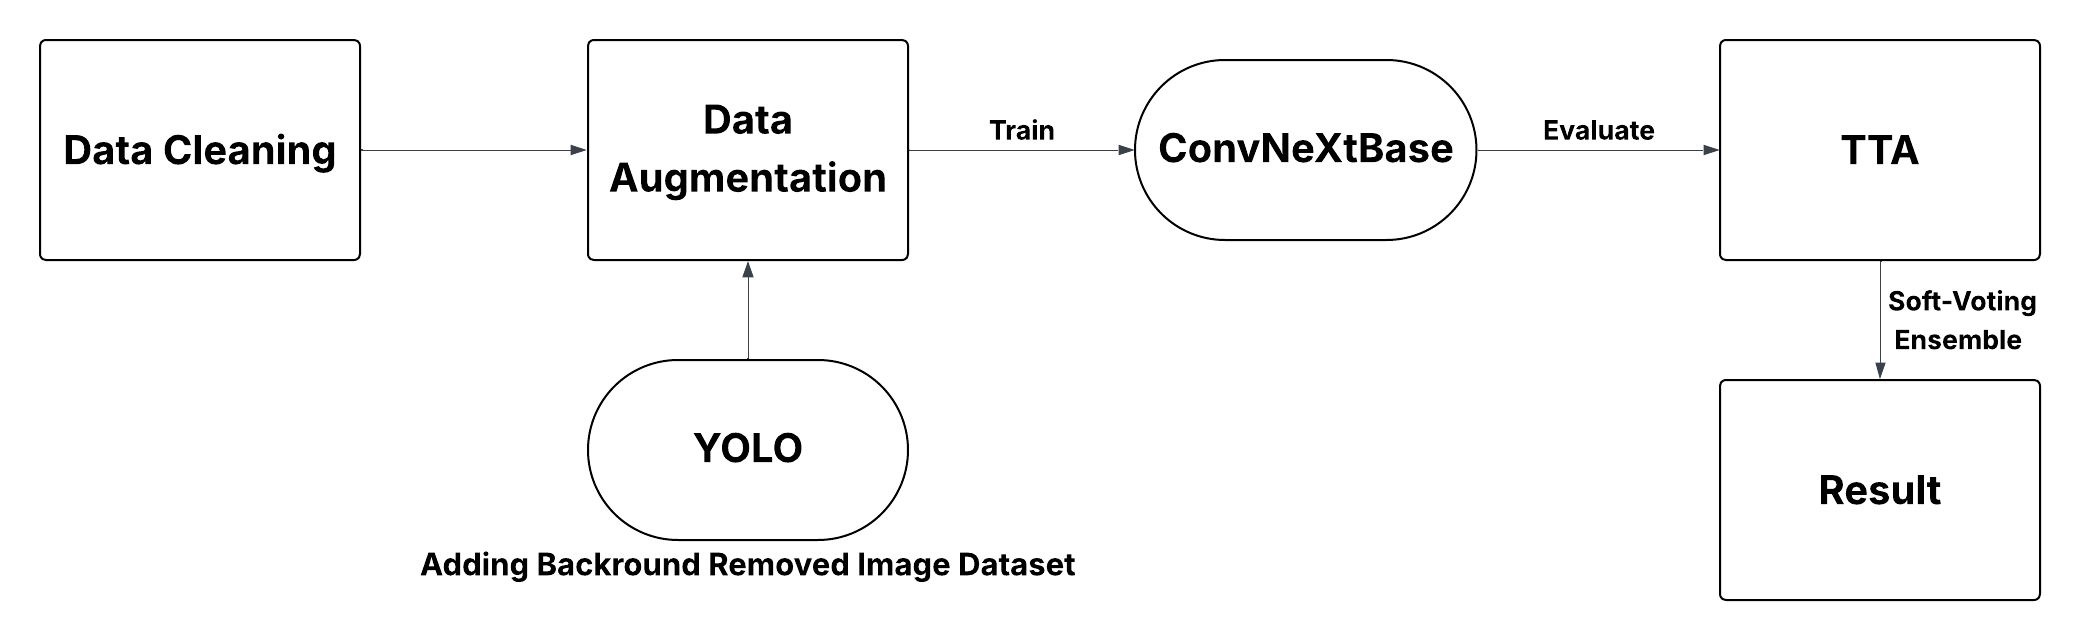 Data Cleaning
Data
Augmentation
Train
ConvNeXtBase
Evaluate
TTA
Soft-Voting
Ensemble
YOLO
Adding Backround Removed Image Dataset
Result